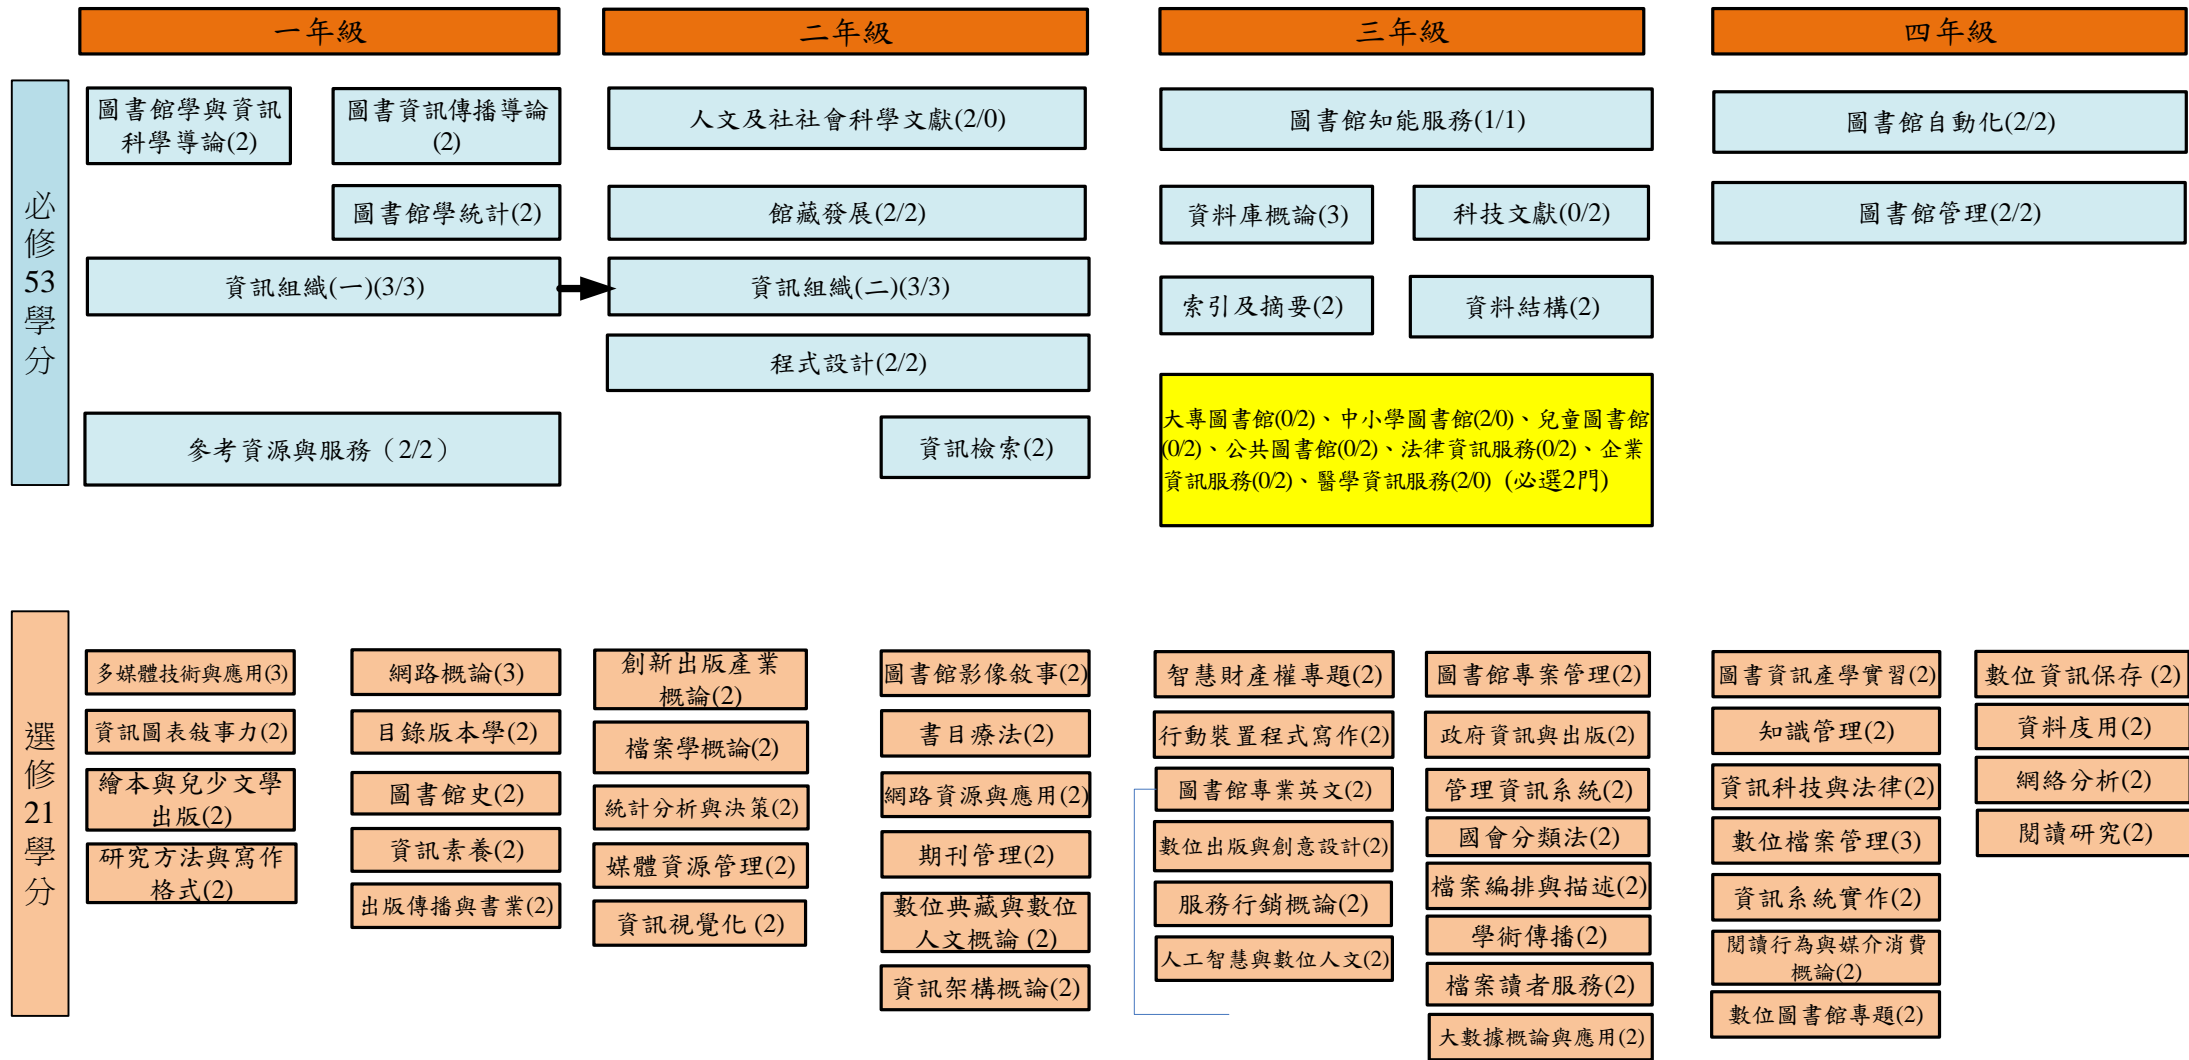 一年級
二年級
三年級
四年級
必修53學分
圖書館學與資訊
科學導論(2)
圖書資訊傳播導論
(2)
人文及社社會科學文獻(2/0)
圖書館知能服務(1/1)
圖書館自動化(2/2)
圖書館學統計(2)
館藏發展(2/2)
資料庫概論(3)
科技文獻(0/2)
圖書館管理(2/2)
資訊組織(一)(3/3)
資訊組織(二)(3/3)
索引及摘要(2)
資料結構(2)
程式設計(2/2)
參考資源與服務（2/2）
資訊檢索(2)
大專圖書館(0/2)、中小學圖書館(2/0)、兒童圖書館
(0/2)、公共圖書館(0/2)、法律資訊服務(0/2)、企業
資訊服務(0/2)、醫學資訊服務(2/0) (必選2門)
選修21學分
多媒體技術與應用(3)
資訊圖表敘事力(2)
繪本與兒少文學
出版(2)
研究方法與寫作
格式(2)
網路概論(3)
目錄版本學(2)
圖書館史(2)
資訊素養(2)
出版傳播與書業(2)
創新出版產業
概論(2)
檔案學概論(2)
統計分析與決策(2)
媒體資源管理(2)
資訊視覺化 (2)
圖書館影像敘事(2)
書目療法(2)
網路資源與應用(2)
期刊管理(2)
數位典藏與數位
人文概論 (2)
資訊架構概論(2)
智慧財產權專題(2)
行動裝置程式寫作(2)
圖書館專業英文(2)
數位出版與創意設計(2)
服務行銷概論(2)
人工智慧與數位人文(2)
圖書館專案管理(2)
政府資訊與出版(2)
管理資訊系統(2)
國會分類法(2)
檔案編排與描述(2)
學術傳播(2)
檔案讀者服務(2)
大數據概論與應用(2)
圖書資訊產學實習(2)
知識管理(2)
資訊科技與法律(2)
數位檔案管理(3)
資訊系統實作(2)
閱讀行為與媒介消費
概論(2)
數位圖書館專題(2)
數位資訊保存 (2)
資料庋用(2)
網絡分析(2)
閱讀研究(2)